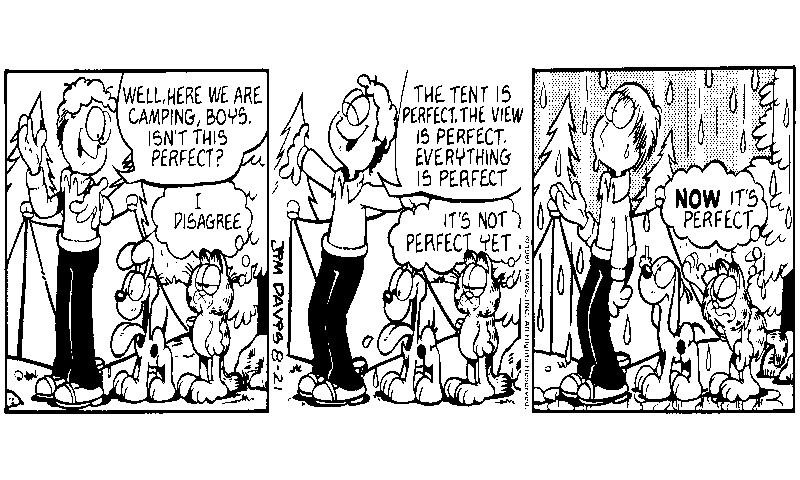 WELL, HERE WE ARE
CAMPING, BOYS.
ISN'T THIS
PERFECT?
I
DISAGREE
THE TENT IS
PERFECT. THE VIEW
IS PERFECT.
EVERYTHING
IS PERFECT
IT'S NOT
PERFECT YET
JIM DAVIS 8-21
NOW IT'S
PERFECT